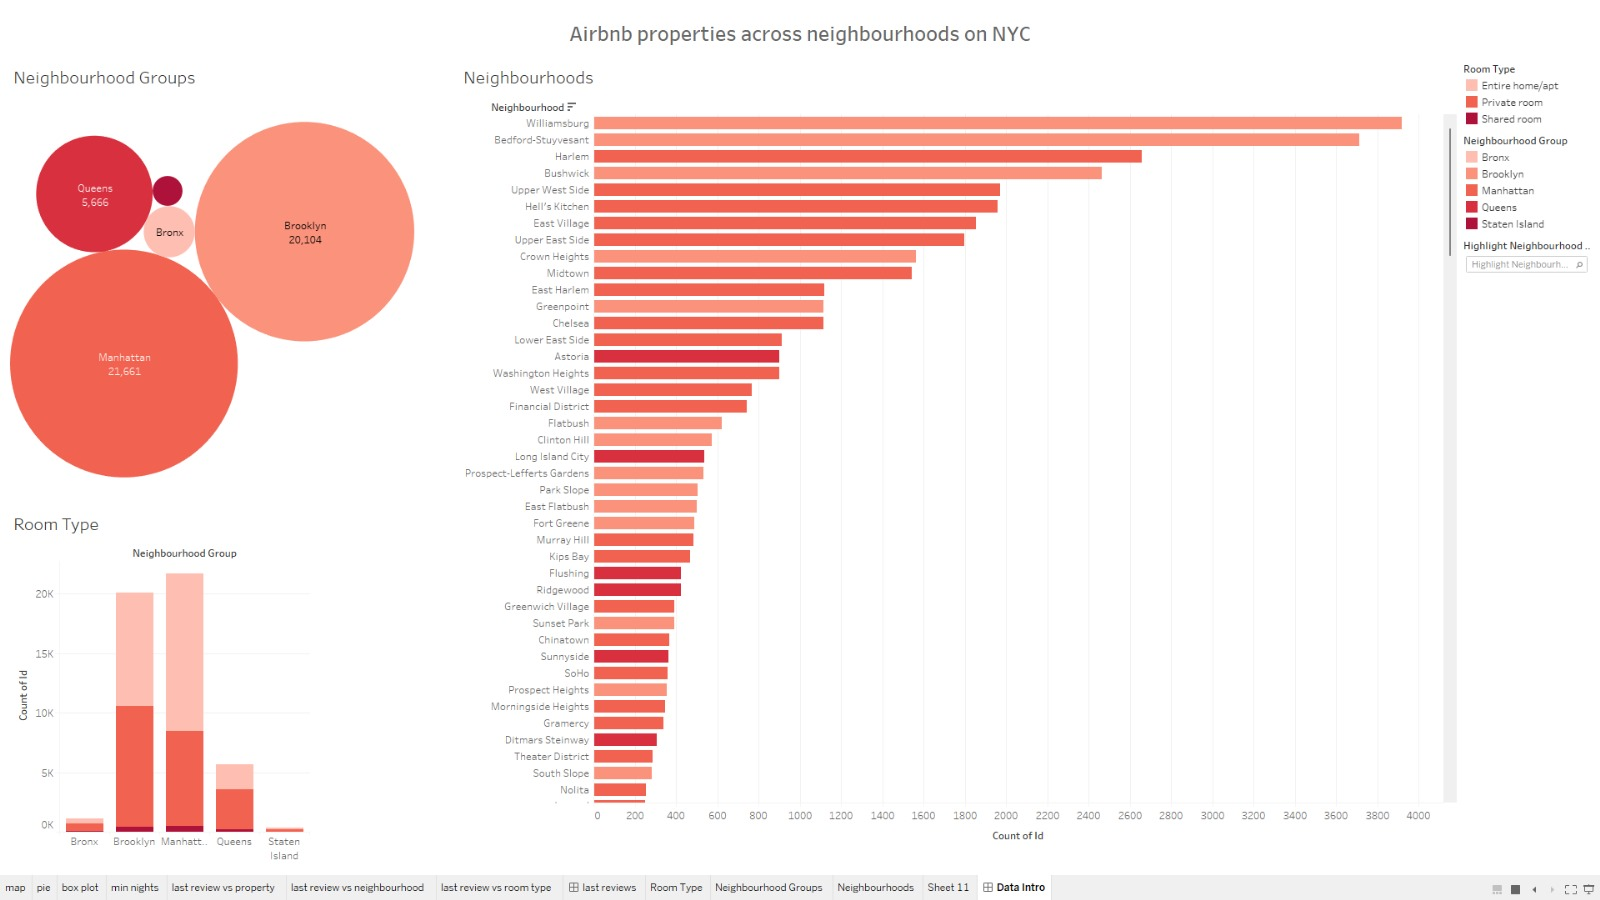 Airbnb properties across neighbourhoods on NYC
Neighbourhood Groups
Queens
5,666
Bronx
Brooklyn
20,104
Manhattan
21,661
Room Type
Neighbourhood Group
Count of Id
20K
15K
10K
5K
0K
Bronx
Brooklyn
Manhatt..
Queens
Staten
Island
Neighbourhoods
Neighbourhood
Williamsburg
Bedford-Stuyvesant
Harlem
Bushwick
Upper West Side
Hell's Kitchen
East Village
Upper East Side
Crown Heights
Midtown
East Harlem
Greenpoint
Chelsea
Lower East Side
Astoria
Washington Heights
West Village
Financial District
Flatbush
Clinton Hill
Long Island City
Prospect-Lefferts Gardens
Park Slope
East Flatbush
Fort Greene
Murray Hill
Kips Bay
Flushing
Ridgewood
Greenwich Village
Sunset Park
Chinatown
Sunnyside
SoHo
Prospect Heights
Morningside Heights
Gramercy
Ditmars Steinway
Theater District
South Slope
Nolita
0 200 400 600 800 1000 1200 1400 1600 1800 2000 2200 2400 2600 2800 3000 3200 3400 3600 3800 4000
Count of Id
Room Type
Entire home/apt
Private room
Shared room
Neighbourhood Group
Bronx
Brooklyn
Manhattan
Queens
Staten Island
Highlight Neighbourhood ..
Highlight Neighbourh...
map pie box plot min nights last review vs property last review vs neighbourhood last review vs room type last reviews Room Type Neighbourhood Groups Neighbourhoods Sheet 11 Data Intro